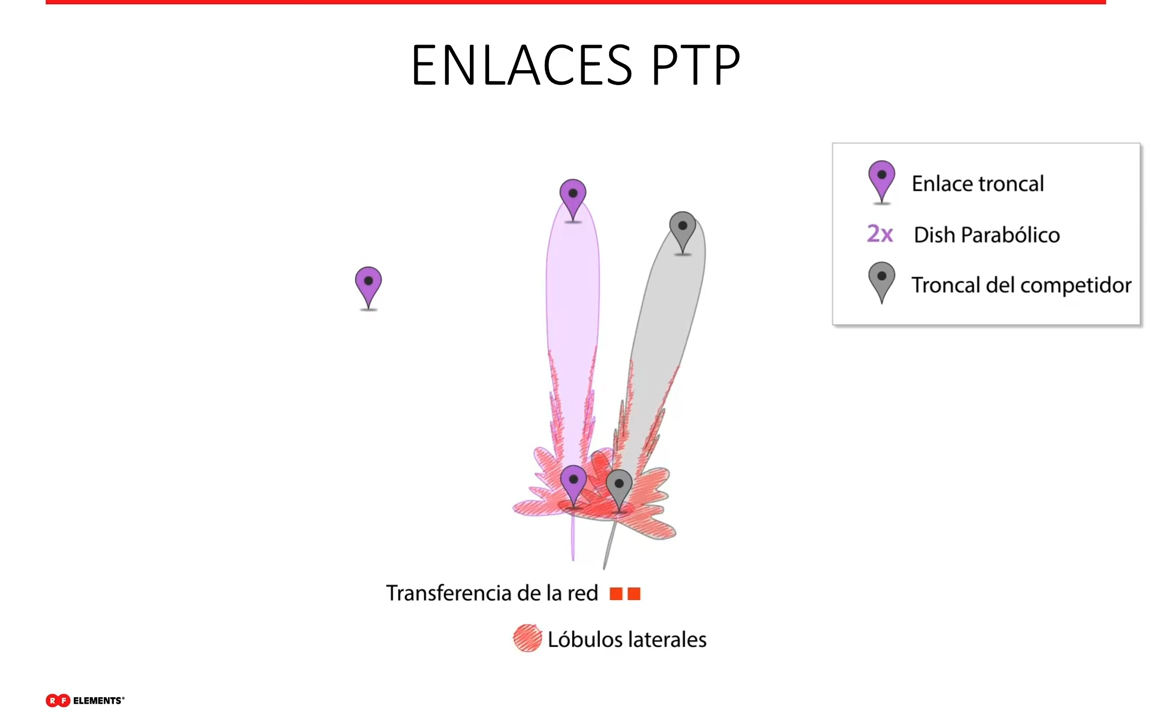 ENLACES PTP
Enlace troncal
2x Dish Parabólico
Troncal del competidor
Transferencia de la red
Lóbulos laterales
RF ELEMENTS®